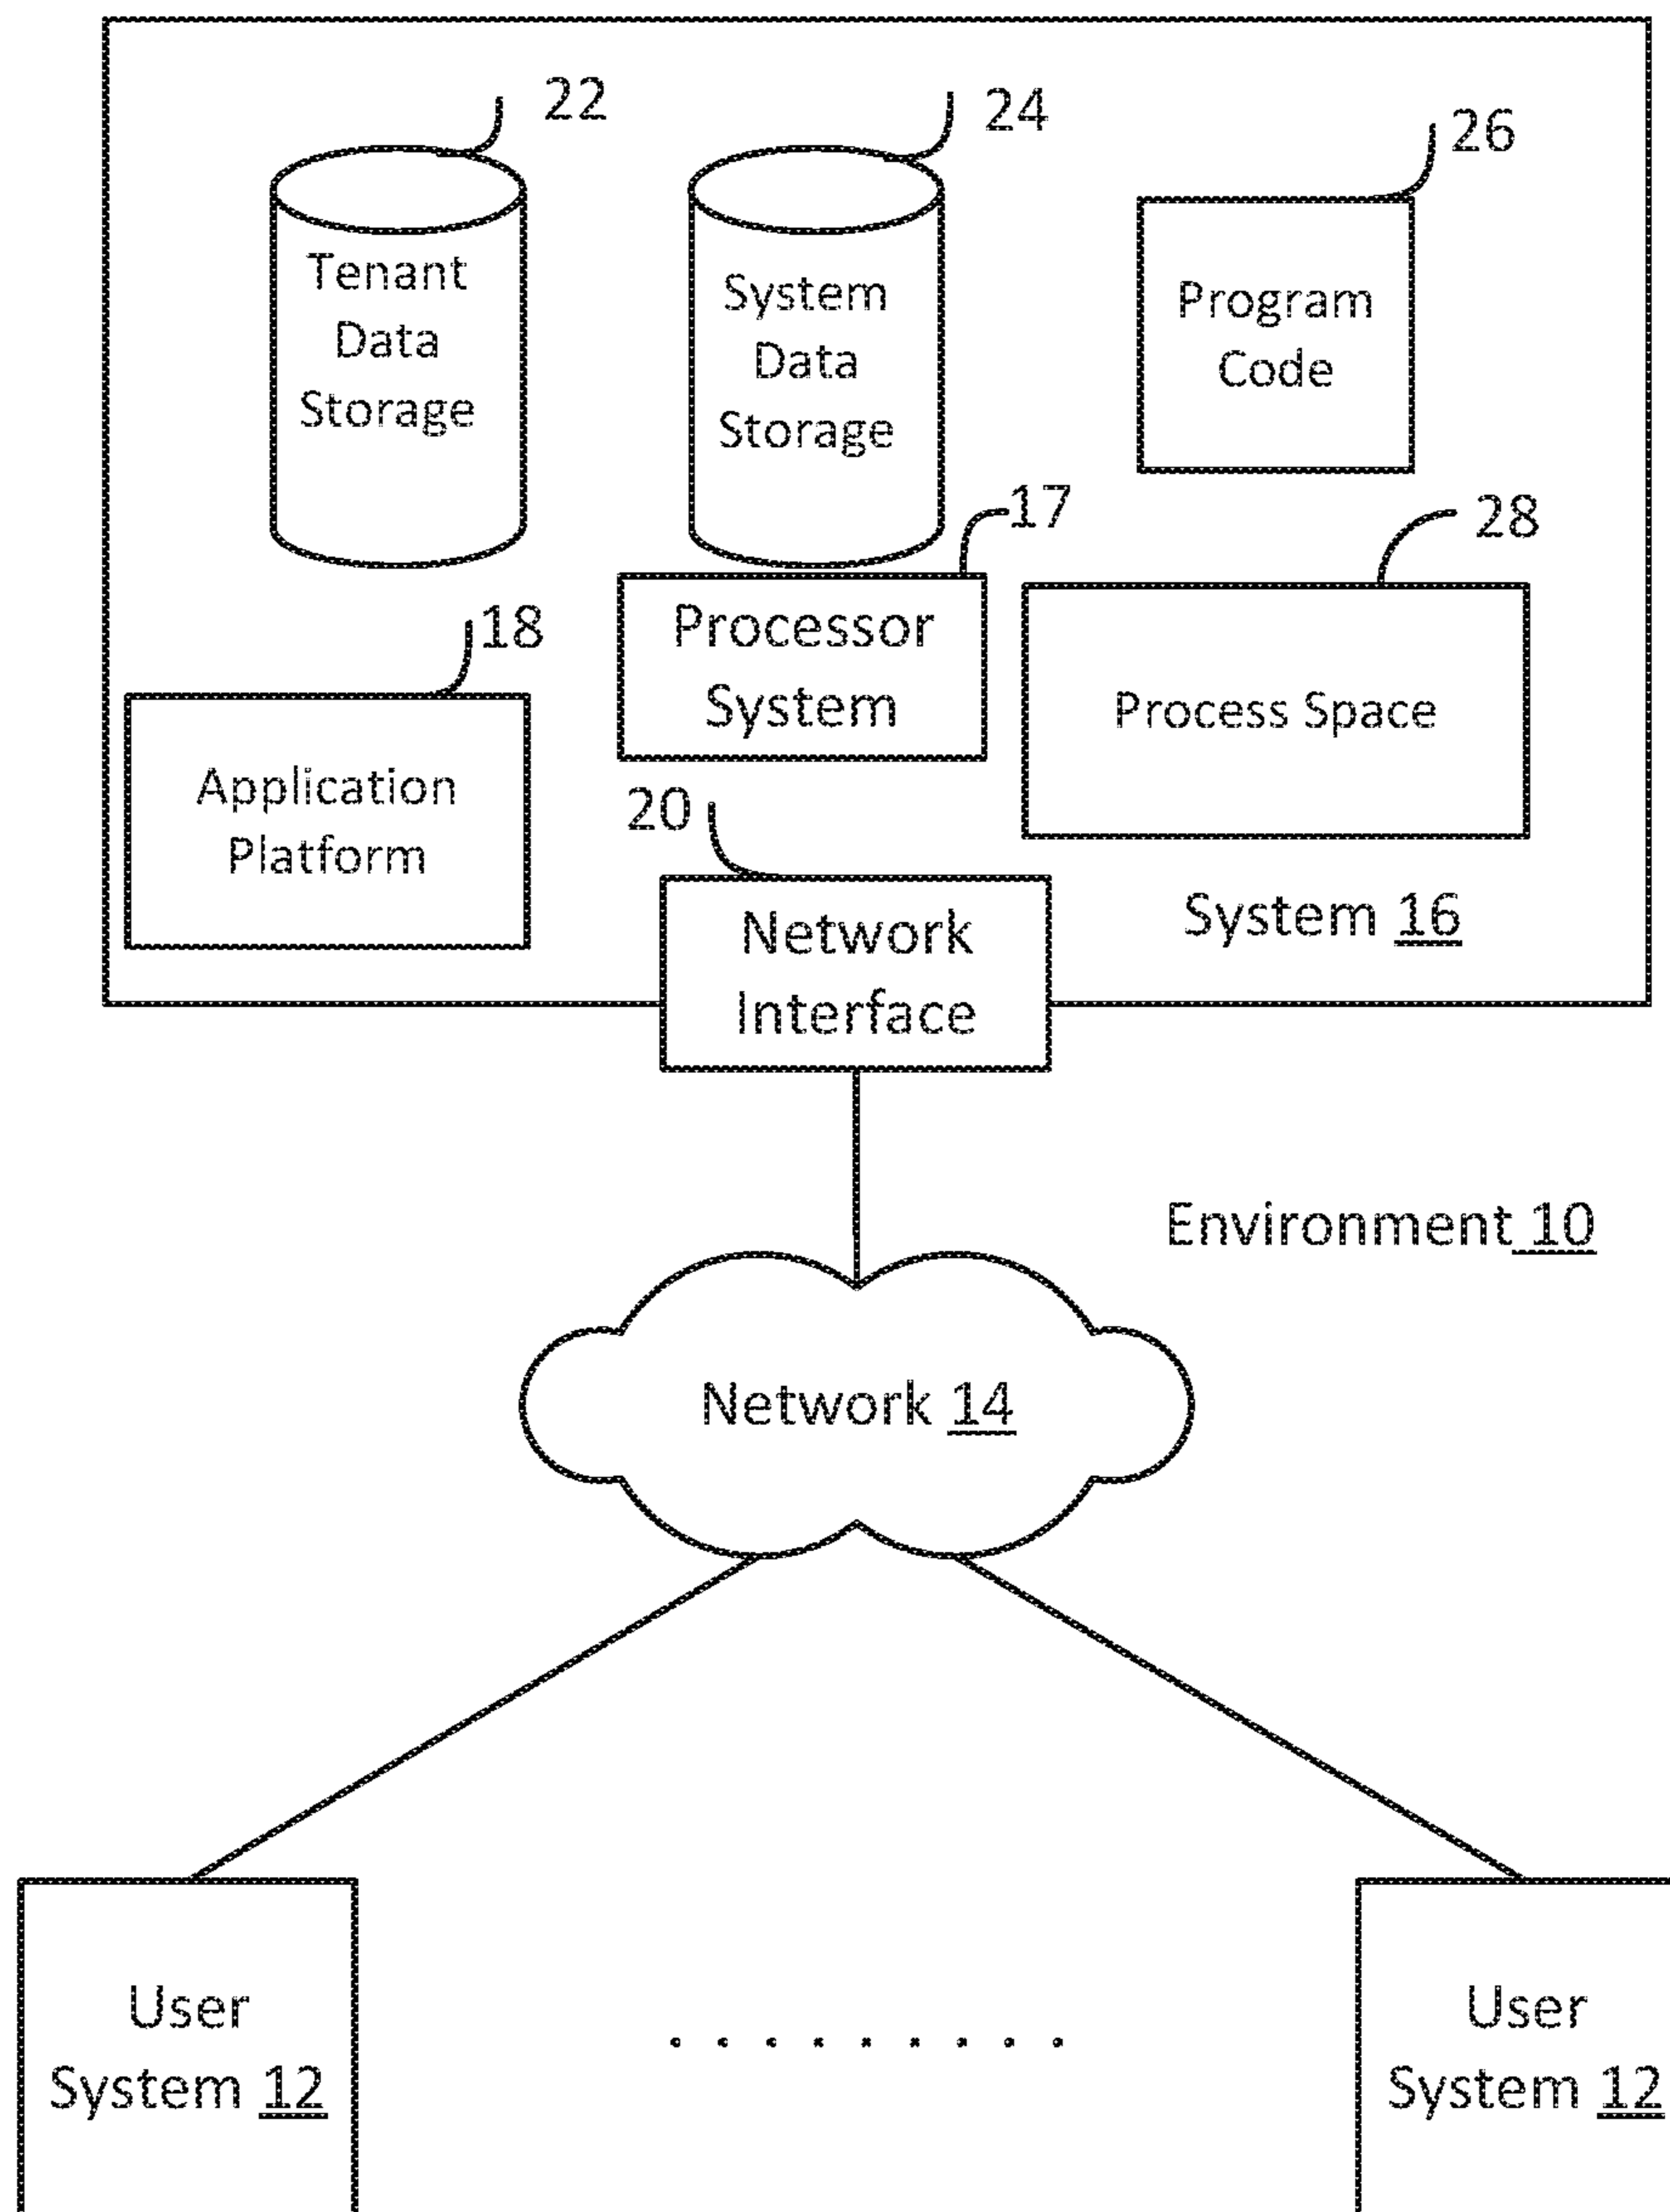 22
24
26
Tenant
Data
Storage
System
Data
Storage
Program
Code
17
28
18
Processor
System
Process Space
Application
Platform
20
Network
Interface
System 16
Environment 10
Network 14
User
System 12
User
System 12